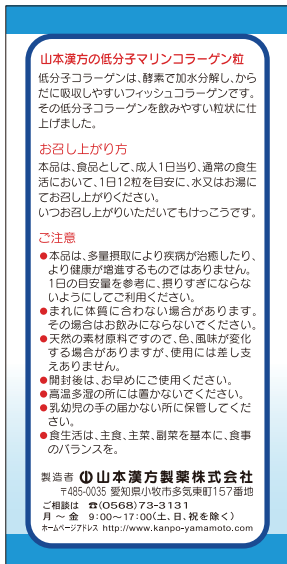 山本漢方の低分子マリンコラーゲン粒
低分子コラーゲンは、酵素で加水分解し、から
だに吸収しやすいフィッシュコラーゲンです。
その低分子コラーゲンを飲みやすい粒状に仕
上げました。
お召し上がり方
本品は、食品として、成人1日当り、通常の食生
活において、1日12粒を目安に、水又はお湯に
てお召し上がりください。
いつお召し上がりいただいてもけっこうです。
ご注意
●本品は、多量摂取により疾病が治癒したり、
より健康が増進するものではありません。
1日の目安量を参考に、摂りすぎにならな
いようにしてご利用ください。
●まれに体質に合わない場合があります。
その場合はお飲みにならないでください。
●天然の素材原料ですので、色、風味が変化
する場合がありますが、使用には差し支
えありません。
●開封後は、お早めにご使用ください。
●高温多湿の所には置かないでください。
●乳幼児の手の届かない所に保管してくだ
さい。
●食生活は、主食、主菜、副菜を基本に、食事
のバランスを。
製造者 山本漢方製薬株式会社
〒485-0035 愛知県小牧市多気東町157番地
ご相談は ☎(0568)73-3131
月〜金 9:00〜17:00(土、日、祝を除く)
ホームページアドレス http://www.kanpo-yamamoto.com/